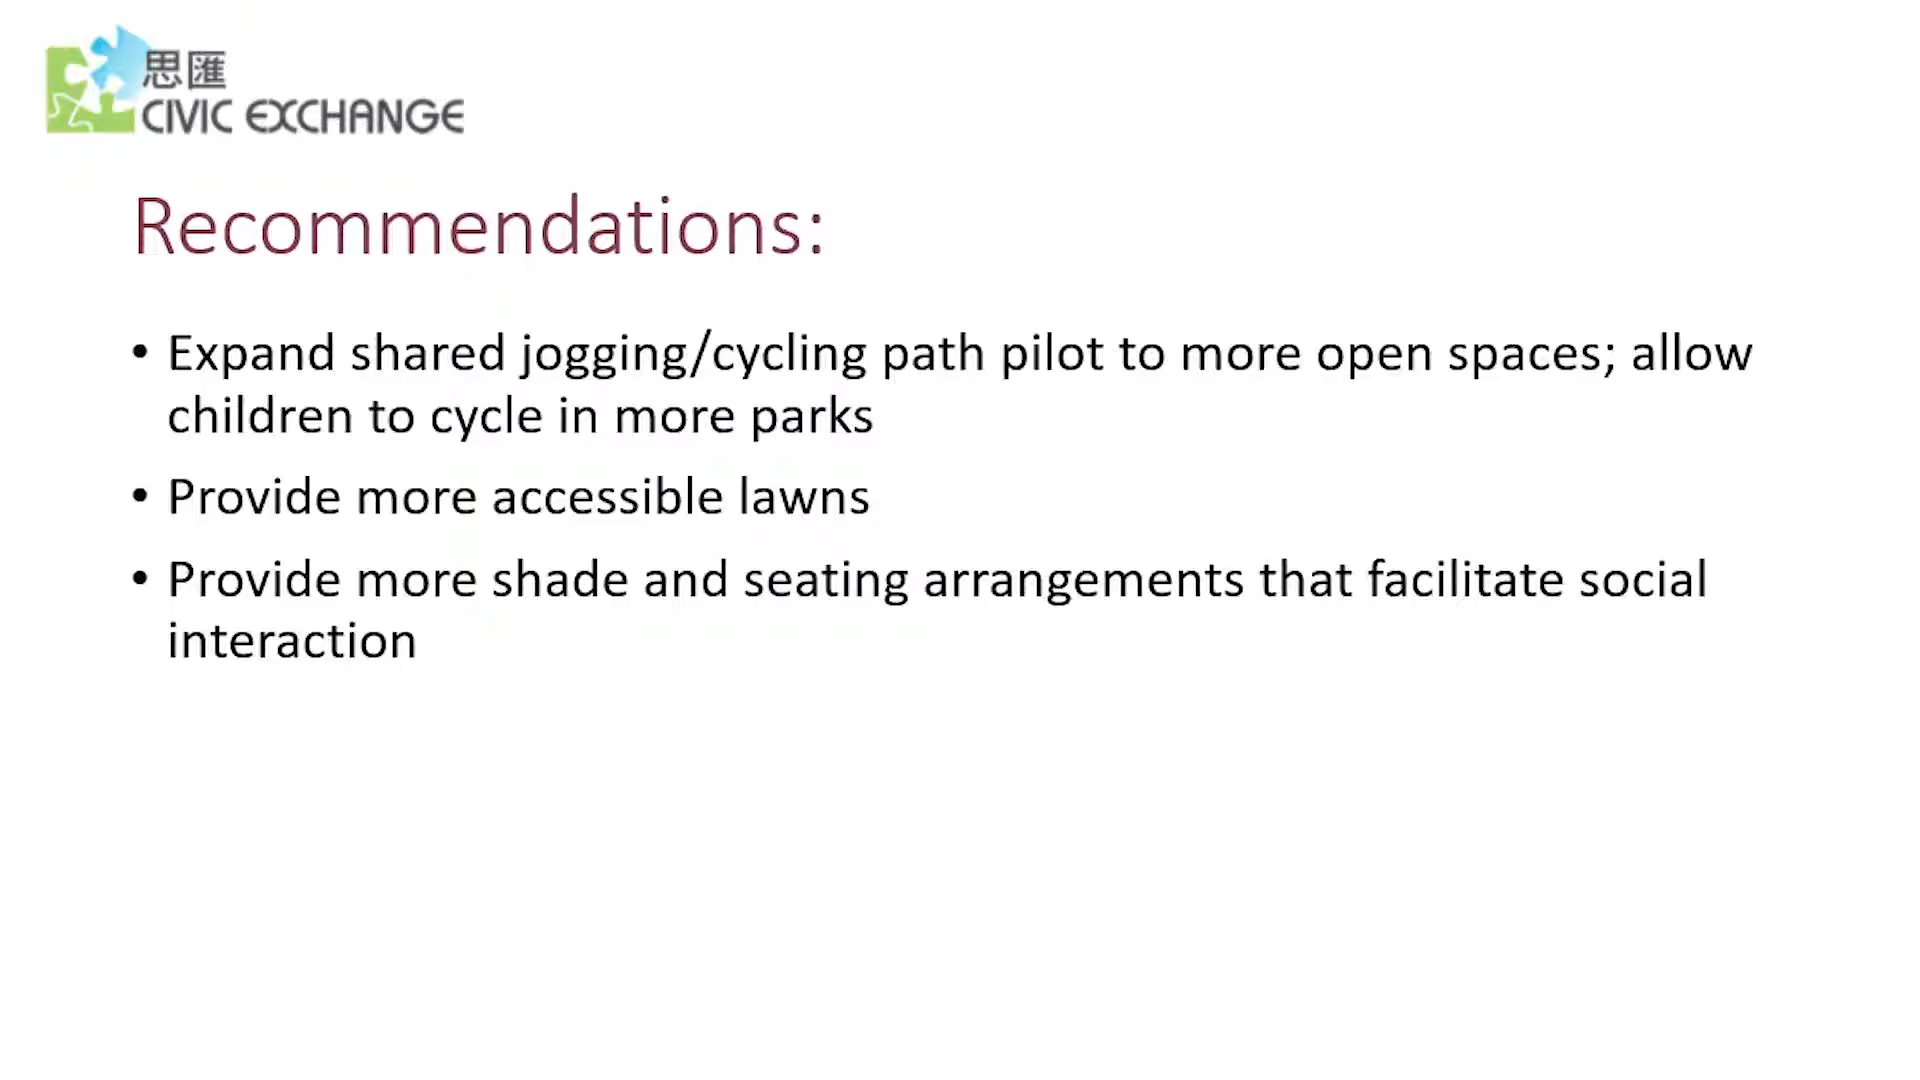 思匯
CIVIC EXCHANGE
Recommendations:
• Expand shared jogging/cycling path pilot to more open spaces; allow
children to cycle in more parks
• Provide more accessible lawns
• Provide more shade and seating arrangements that facilitate social
interaction